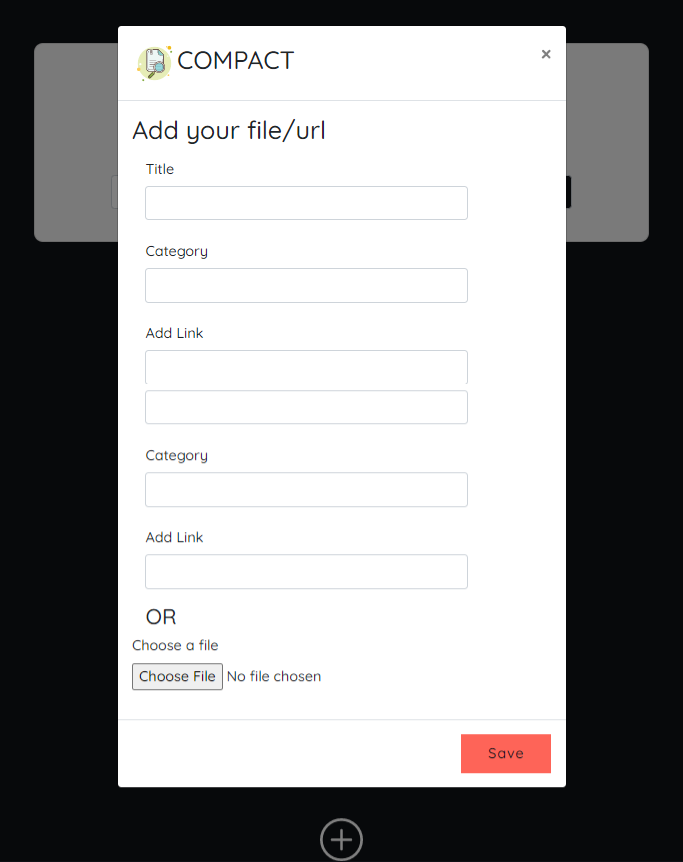 COMPACT
×
Add your file/url
Title
Category
Add Link
Category
Add Link
OR
Choose a file
Choose File No file chosen
Save